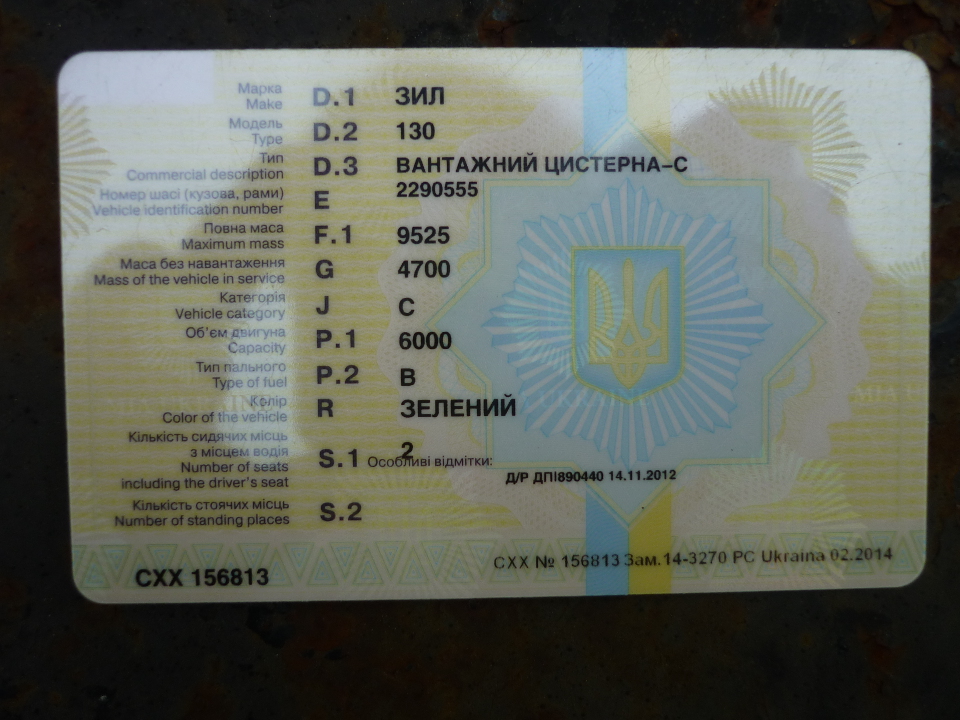 Марка
Make D.1 ЗИЛ
Модель
Type D.2 130
Тип
Commercial description D.3 ВАНТАЖНИЙ ЦИСТЕРНА-С
Номер шасі (кузова, рами)
Vehicle identification number E 2290555
Повна маса
Maximum mass F.1 9525
Маса без навантаження
Mass of the vehicle in service G 4700
Категорія
Vehicle category J C
Об'єм двигуна
Capacity P.1 6000
Тип пального
Type of fuel P.2 B
Колір
Color of the vehicle R ЗЕЛЕНИЙ
Кількість сидячих місць
з місцем водія
Number of seats
including the driver's seat S.1 2
Особливі відмітки:
Д/Р ДПІ890440 14.11.2012
Кількість стоячих місць
Number of standing places S.2
СХХ № 156813 Зам.14-3270 РС Ukraina 02.2014
СХХ 156813